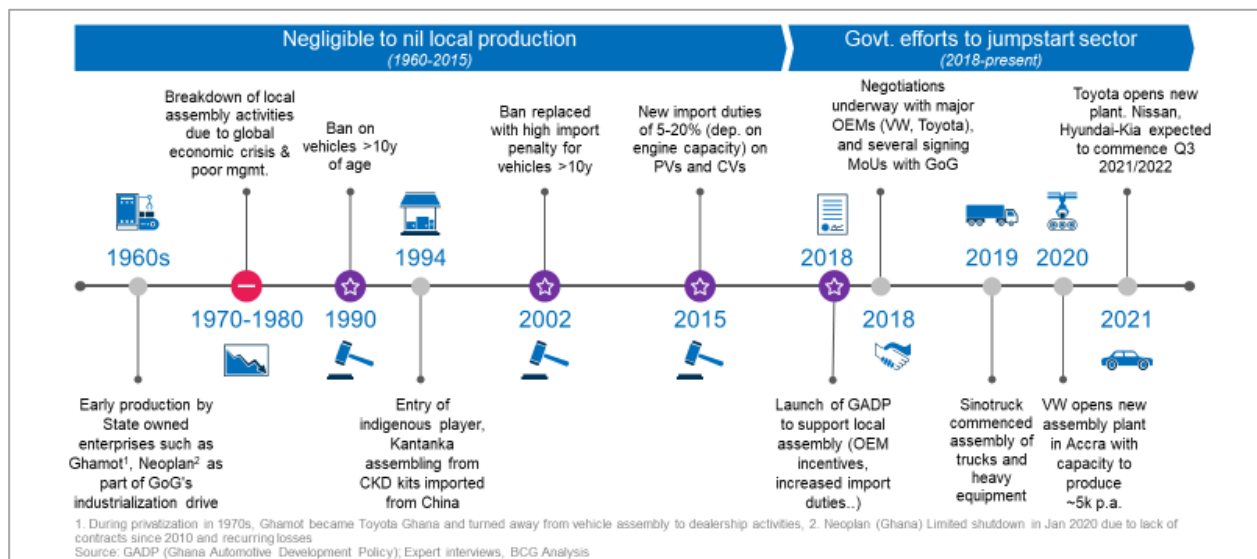 Negligible to nil local production
(1960-2015)
Govt. efforts to jumpstart sector
(2018-present)
Breakdown of local
assembly activities
due to global
economic crisis &
poor mgmt.
Ban on
vehicles >10y
of age
Ban replaced
with high import
penalty for
vehicles >10y
New import duties
of 5-20% (dep. on
engine capacity) on
PVs and CVs
Negotiations
underway with major
OEMs (VW, Toyota),
and several signing
MoUs with GoG
Toyota opens new
plant. Nissan,
Hyundai-Kia expected
to commence Q3
2021/2022
1960s
1994
2018
2019
2020
1970-1980
1990
2002
2015
2018
2021
Early production by
State owned
enterprises such as
Ghamot1, Neoplan2 as
part of GoG's
industrialization drive
Entry of
indigenous player,
Kantanka
assembling from
CKD kits imported
from China
Launch of GADP
to support local
assembly (OEM
incentives,
increased import
duties..)
Sinotruck
commenced
assembly of
trucks and
heavy
equipment
VW opens new
assembly plant
in Accra with
capacity to
produce
~5k p.a.
1. During privatization in 1970s, Ghamot became Toyota Ghana and turned away from vehicle assembly to dealership activities, 2. Neoplan (Ghana) Limited shutdown in Jan 2020 due to lack of
contracts since 2010 and recurring losses
Source: GADP (Ghana Automotive Development Policy); Expert interviews, BCG Analysis